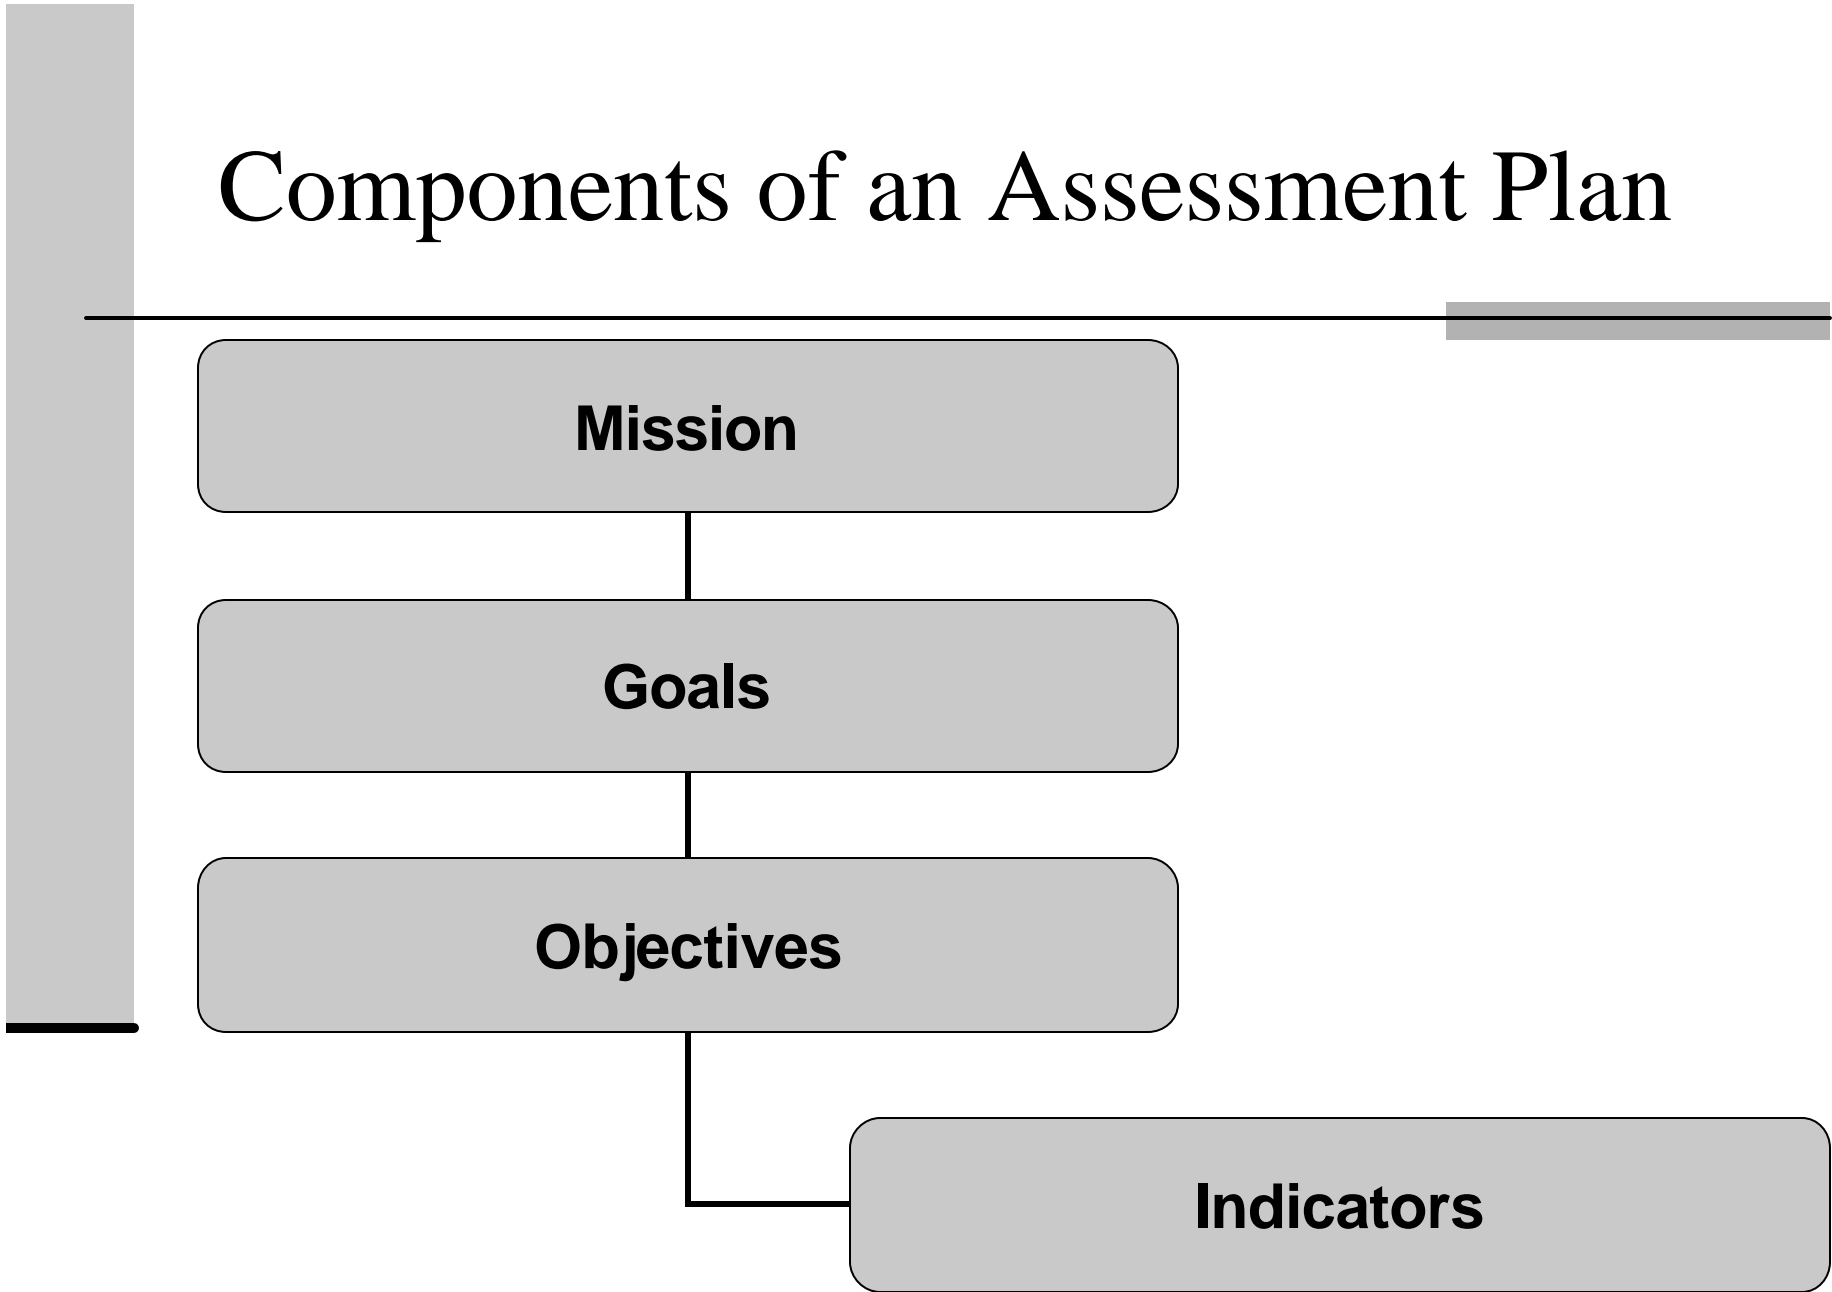 Components of an Assessment Plan
Mission
Goals
Objectives
Indicators